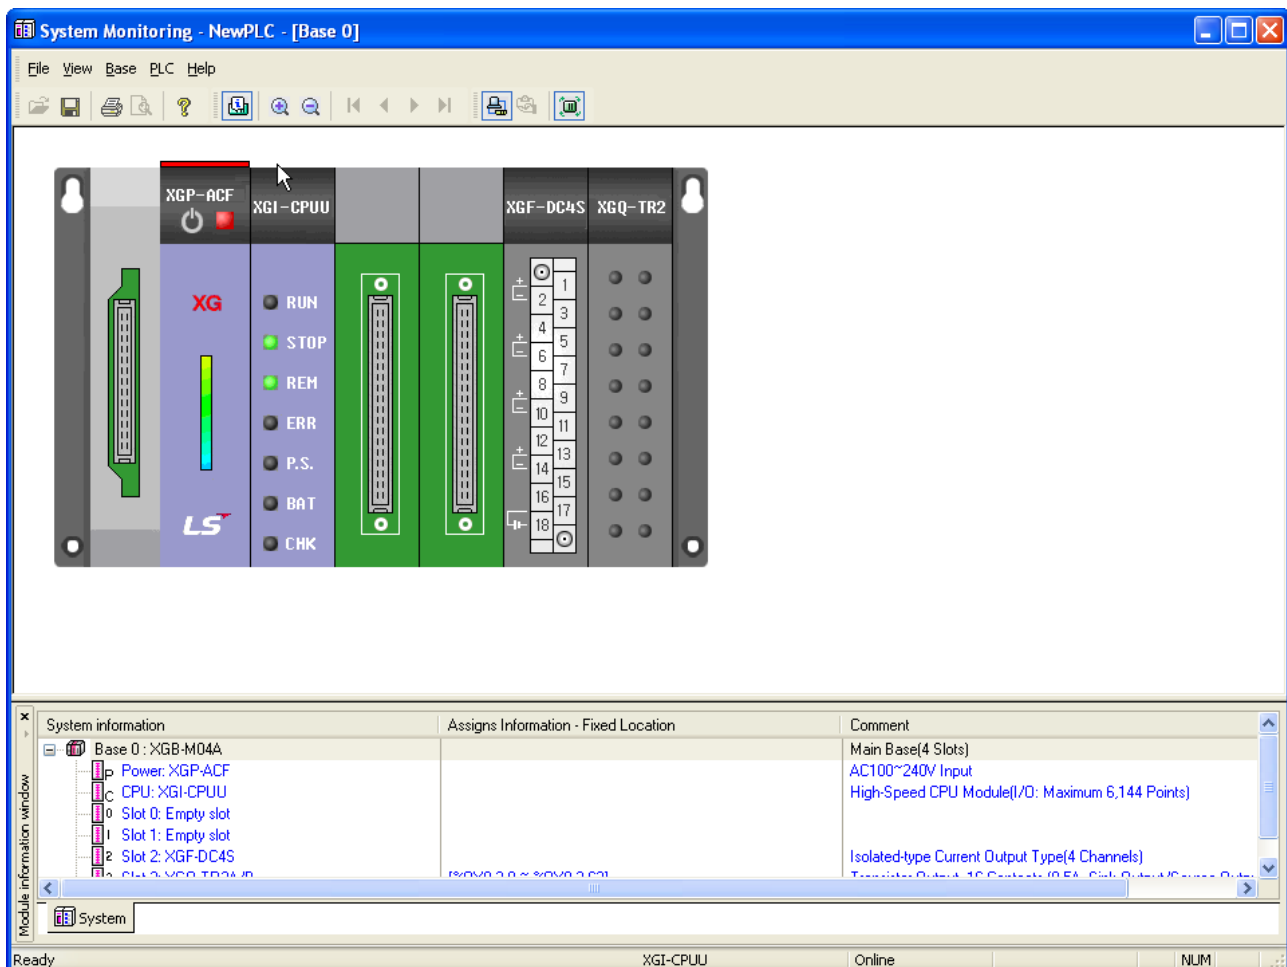 System Monitoring - NewPLC - [Base 0]
File View Base PLC Help
XGP-ACF
XGI-CPUU
XGF-DC4S
XGQ-TR2
XG
RUN
STOP
REM
ERR
P.S.
BAT
CHK
LS
1
2
3
4
5
6
7
8
9
10
11
12
13
14
15
16
17
18
System information Assigns Information - Fixed Location Comment
Base 0 : XGB-M04A Main Base(4 Slots)
Power: XGP-ACF AC100~240V Input
CPU: XGI-CPUU High-Speed CPU Module(I/O: Maximum 6,144 Points)
Slot 0: Empty slot
Slot 1: Empty slot
Slot 2: XGF-DC4S Isolated-type Current Output Type(4 Channels)
Module information window
System
Ready XGI-CPUU Online NUM